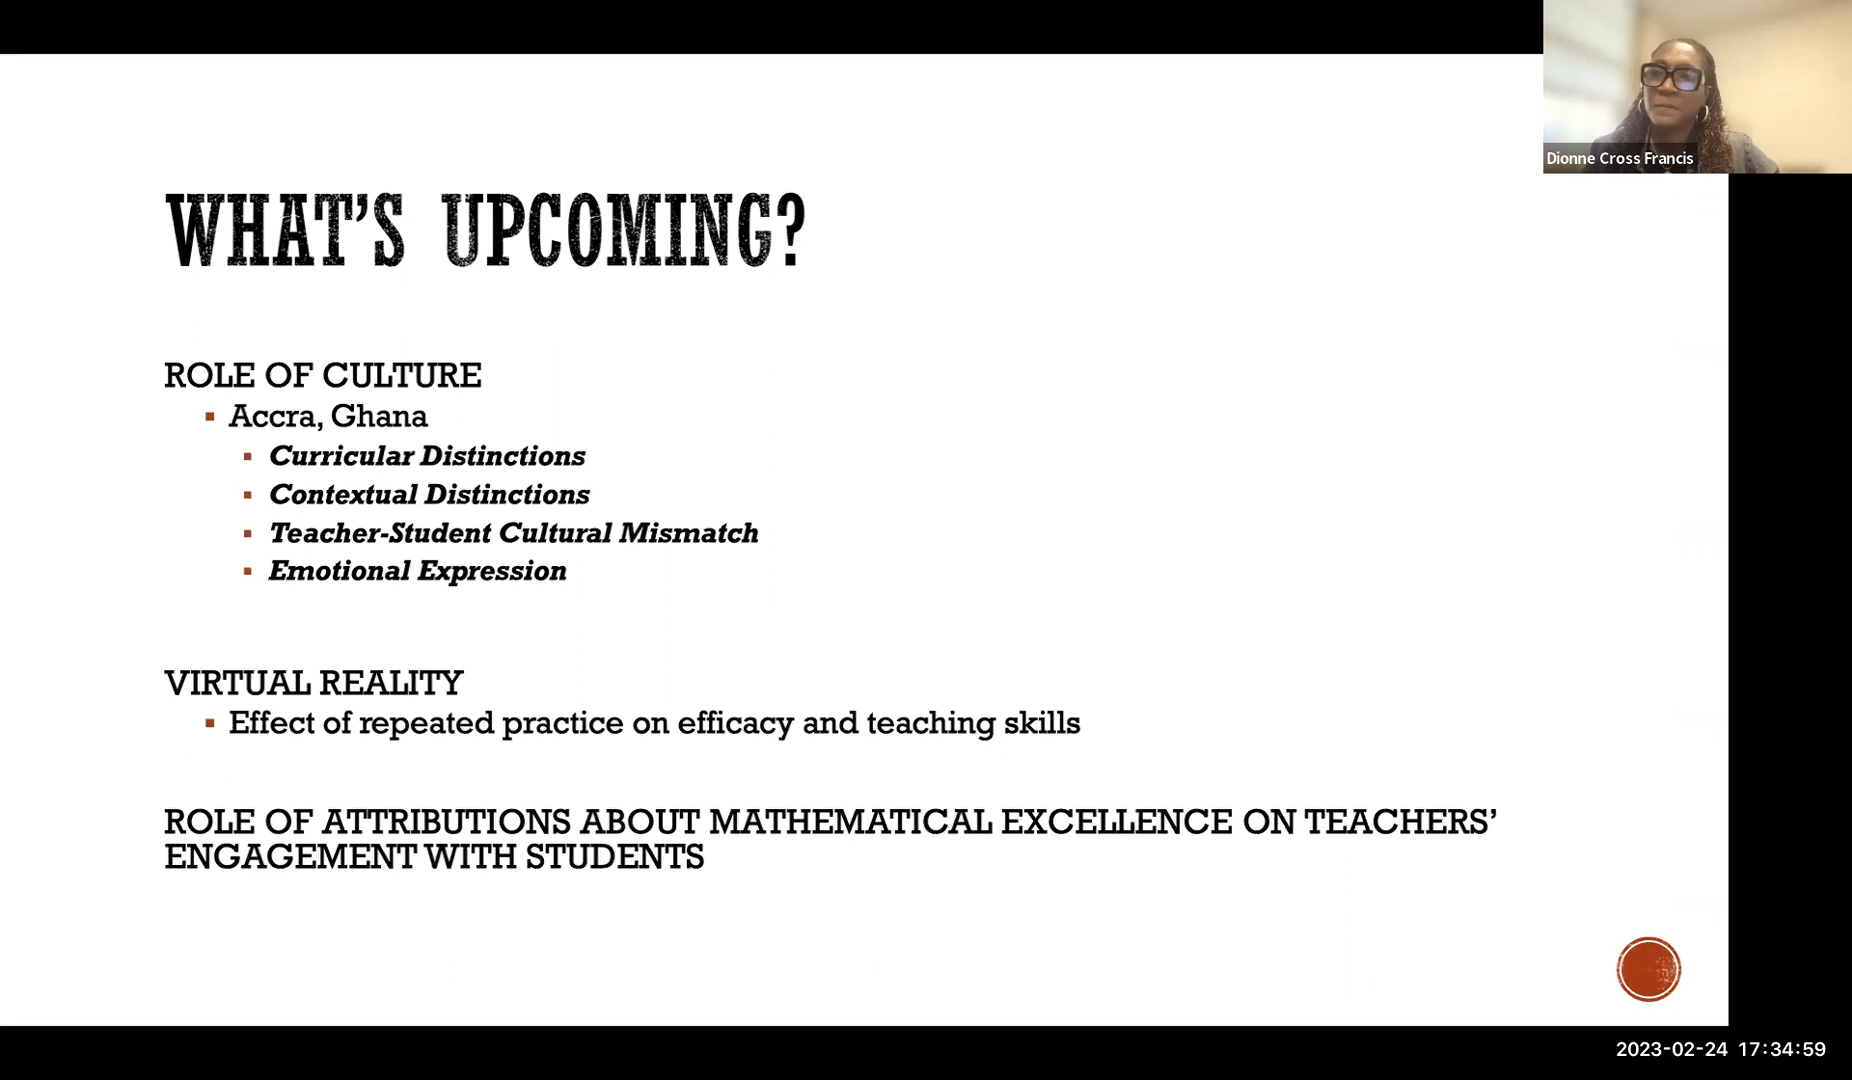 Dionne Cross Francis
WHAT'S UPCOMING?
ROLE OF CULTURE
Accra, Ghana
Curricular Distinctions
Contextual Distinctions
Teacher-Student Cultural Mismatch
Emotional Expression
VIRTUAL REALITY
Effect of repeated practice on efficacy and teaching skills
ROLE OF ATTRIBUTIONS ABOUT MATHEMATICAL EXCELLENCE ON TEACHERS'
ENGAGEMENT WITH STUDENTS
2023-02-24 17:34:59